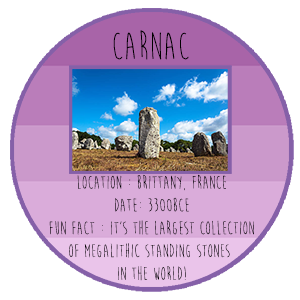 CARNAC
LOCATION : BRITTANY, FRANCE
DATE: 3300BCE
FUN FACT : IT'S THE LARGEST COLLECTION
OF MEGALITHIC STANDING STONES
IN THE WORLD!